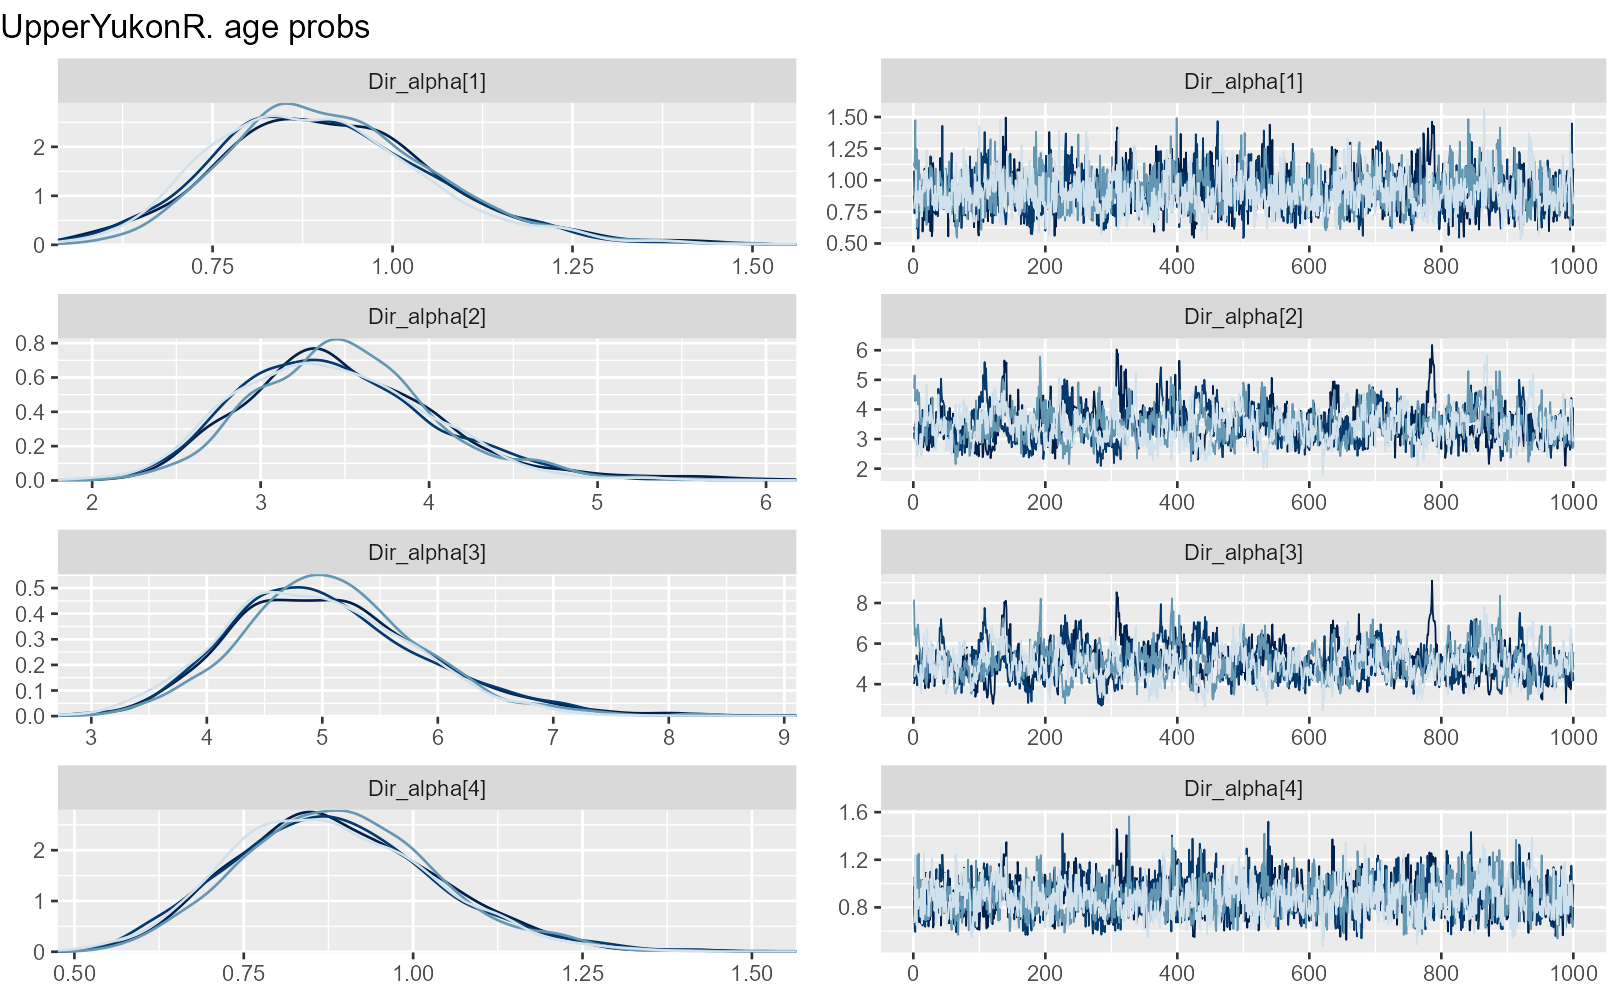 UpperYukonR. age probs
Dir_alpha[1]
2
1
0
0.75 1.00 1.25 1.50
Dir_alpha[1]
1.50
1.25
1.00
0.75
0.50
0 200 400 600 800 1000
Dir_alpha[2]
0.8
0.6
0.4
0.2
0.0
2 3 4 5 6
Dir_alpha[2]
6
5
4
3
2
0 200 400 600 800 1000
Dir_alpha[3]
0.5
0.4
0.3
0.2
0.1
0.0
3 4 5 6 7 8 9
Dir_alpha[3]
8
6
4
0 200 400 600 800 1000
Dir_alpha[4]
2
1
0
0.50 0.75 1.00 1.25 1.50
Dir_alpha[4]
1.6
1.2
0.8
0 200 400 600 800 1000